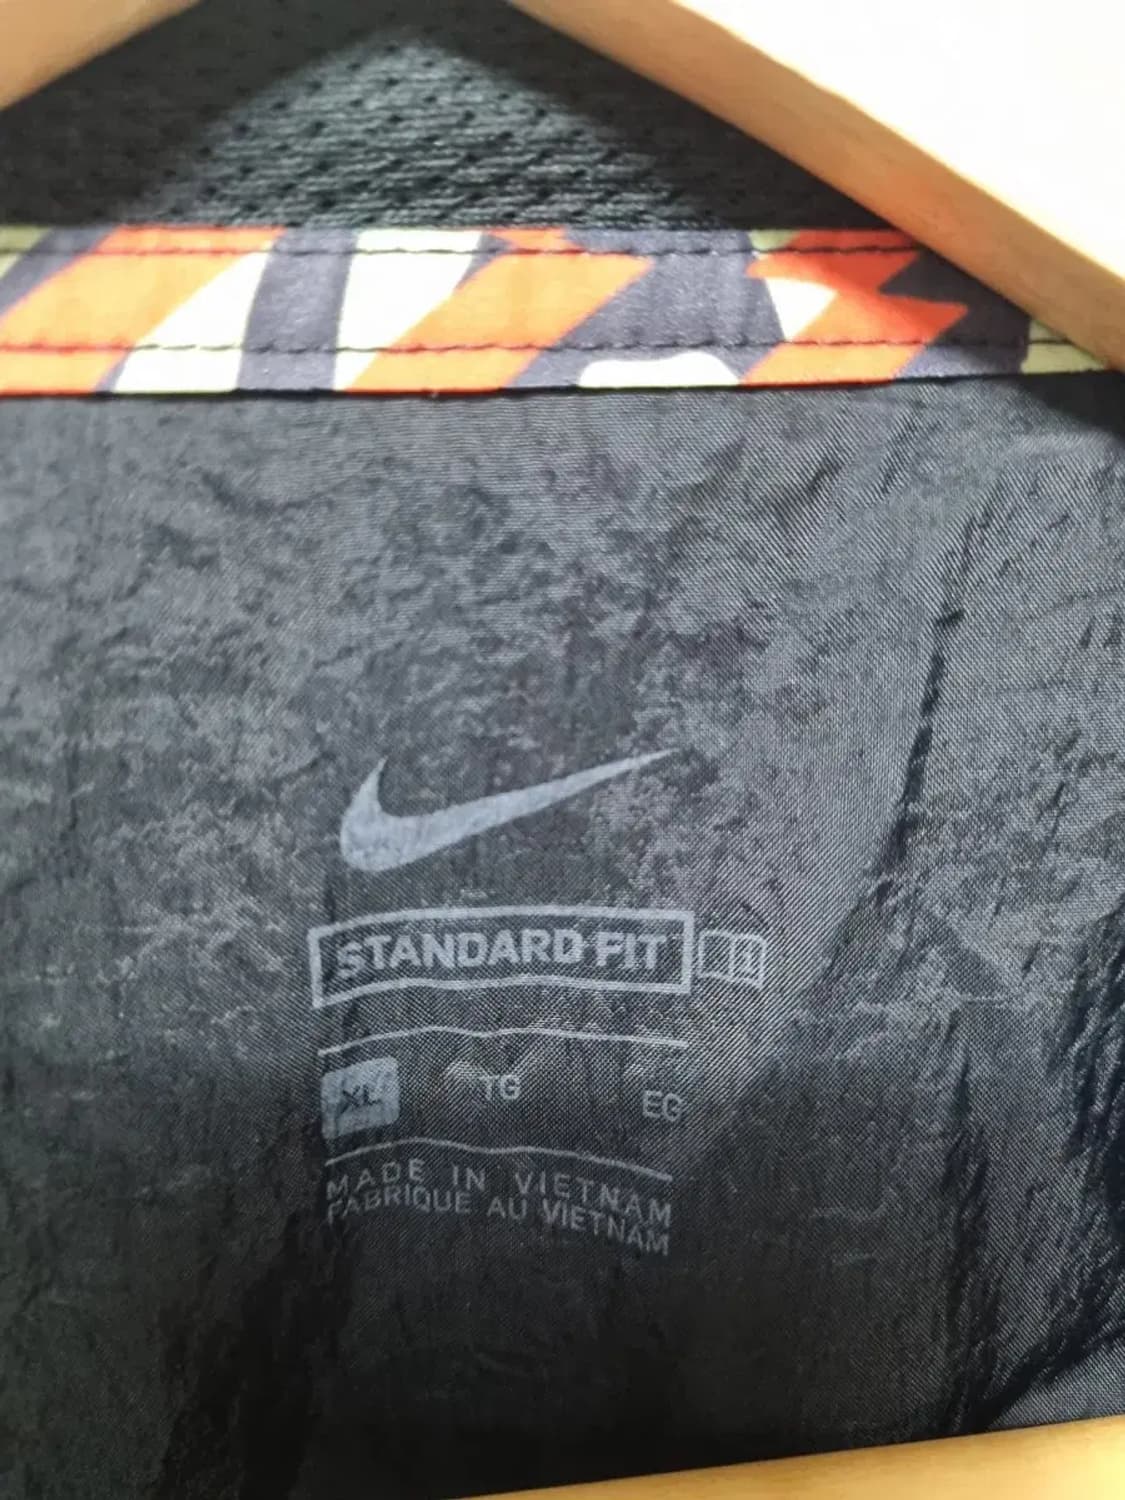 STANDARD FIT
XL TG EG
MADE IN VIETNAM
FABRIQUE AU VIETNAM